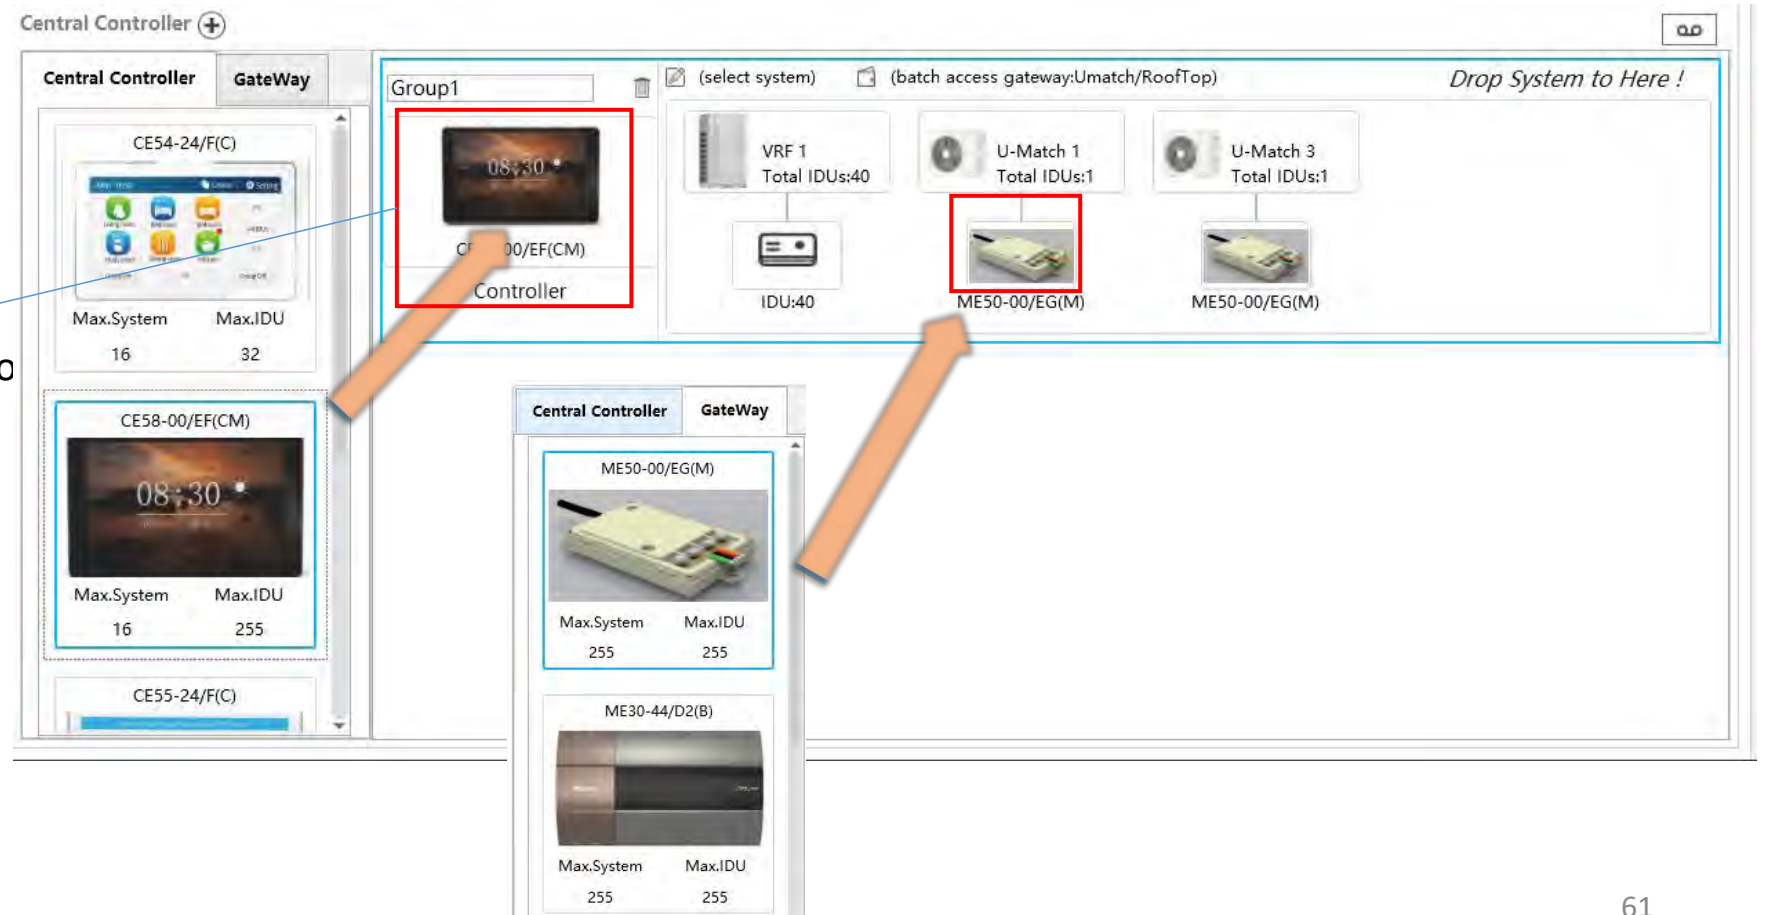 Central Controller
Central Controller GateWay
CE54-24/F(C)
Max.System Max.IDU
16 32
CE58-00/EF(CM)
08:30
Max.System Max.IDU
16 255
CE55-24/F(C)
Group1
08:30
00/EF(CM)
Controller
(select system) (batch access gateway:Umatch/RoofTop) Drop System to Here !
VRF 1
Total IDUs:40
U-Match 1
Total IDUs:1
U-Match 3
Total IDUs:1
IDU:40
ME50-00/EG(M)
ME50-00/EG(M)
Central Controller GateWay
ME50-00/EG(M)
Max.System Max.IDU
255 255
ME30-44/D2(B)
Max.System Max.IDU
255 255
61